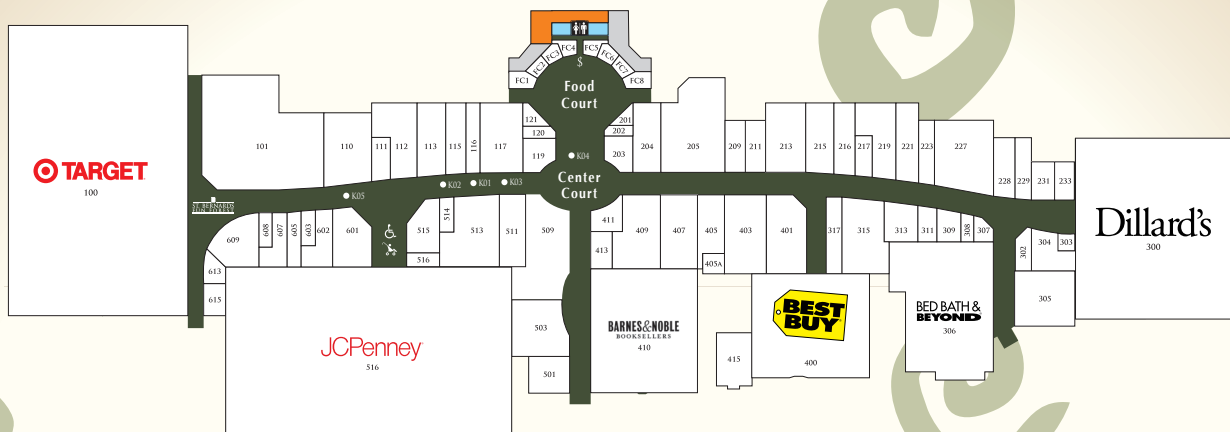 FC1
FC2
FC3
FC4
FC5
FC6
FC7
FC8
$
Food
Court
TARGET
100
101
110
111
112
113
115
116
117
121
120
119
201
202
203
204
205
209
211
213
215
216
217
219
221
223
227
228
229
231
233
Dillard's
300
K04
Center
Court
K05
K02
K01
K03
ST. BERNARDS
FUN FOREST
609
608
607
605
603
602
601
613
615
515
514
513
511
509
516
411
413
409
407
405
405A
403
401
317
315
313
311
309
308
307
302
304
303
305
JCPenney
516
503
501
BARNES&NOBLE
BOOKSELLERS
410
415
BEST
BUY
400
BED BATH &
BEYOND
306